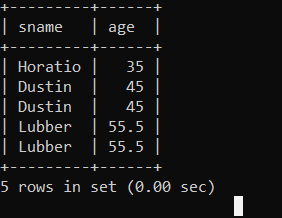 +---------+------+
| sname   | age  |
+---------+------+
| Horatio |   35 |
| Dustin  |   45 |
| Dustin  |   45 |
| Lubber  | 55.5 |
| Lubber  | 55.5 |
+---------+------+
5 rows in set (0.00 sec)